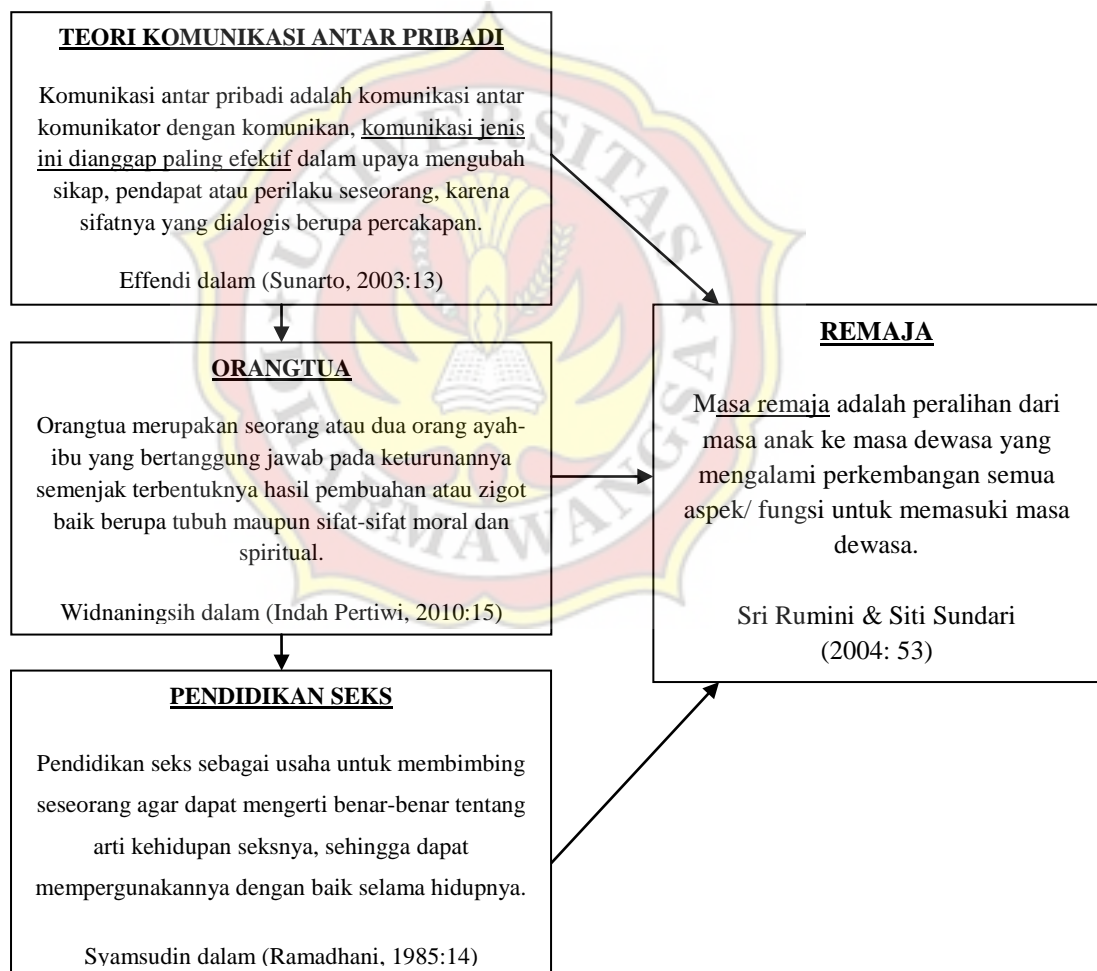 TEORI KOMUNIKASI ANTAR PRIBADI
Komunikasi antar pribadi adalah komunikasi antar
komunikator dengan komunikan, komunikasi jenis
ini dianggap paling efektif dalam upaya mengubah
sikap, pendapat atau perilaku seseorang, karena
sifatnya yang dialogis berupa percakapan.
Effendi dalam (Sunarto, 2003:13)
ORANGTUA
Orangtua merupakan seorang atau dua orang ayah-
ibu yang bertanggung jawab pada keturunannya
semenjak terbentuknya hasil pembuahan atau zigot
baik berupa tubuh maupun sifat-sifat moral dan
spiritual.
Widnaningsih dalam (Indah Pertiwi, 2010:15)
PENDIDIKAN SEKS
Pendidikan seks sebagai usaha untuk membimbing
seseorang agar dapat mengerti benar-benar tentang
arti kehidupan seksnya, sehingga dapat
mempergunakannya dengan baik selama hidupnya.
Syamsudin dalam (Ramadhani, 1985:14)
REMAJA
Masa remaja adalah peralihan dari
masa anak ke masa dewasa yang
mengalami perkembangan semua
aspek/ fungsi untuk memasuki masa
dewasa.
Sri Rumini & Siti Sundari
(2004: 53)
UNIVERSITAS
DHARMAWANGSA